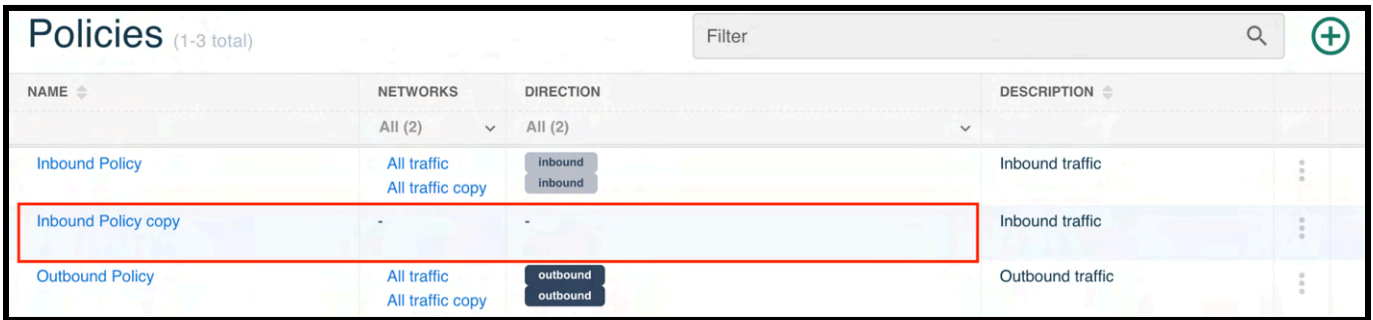 Policies (1-3 total) Filter
NAME NETWORKS DIRECTION DESCRIPTION
All (2) All (2)
Inbound Policy All traffic inbound Inbound traffic
All traffic copy inbound
Inbound Policy copy - - Inbound traffic
Outbound Policy All traffic outbound Outbound traffic
All traffic copy outbound